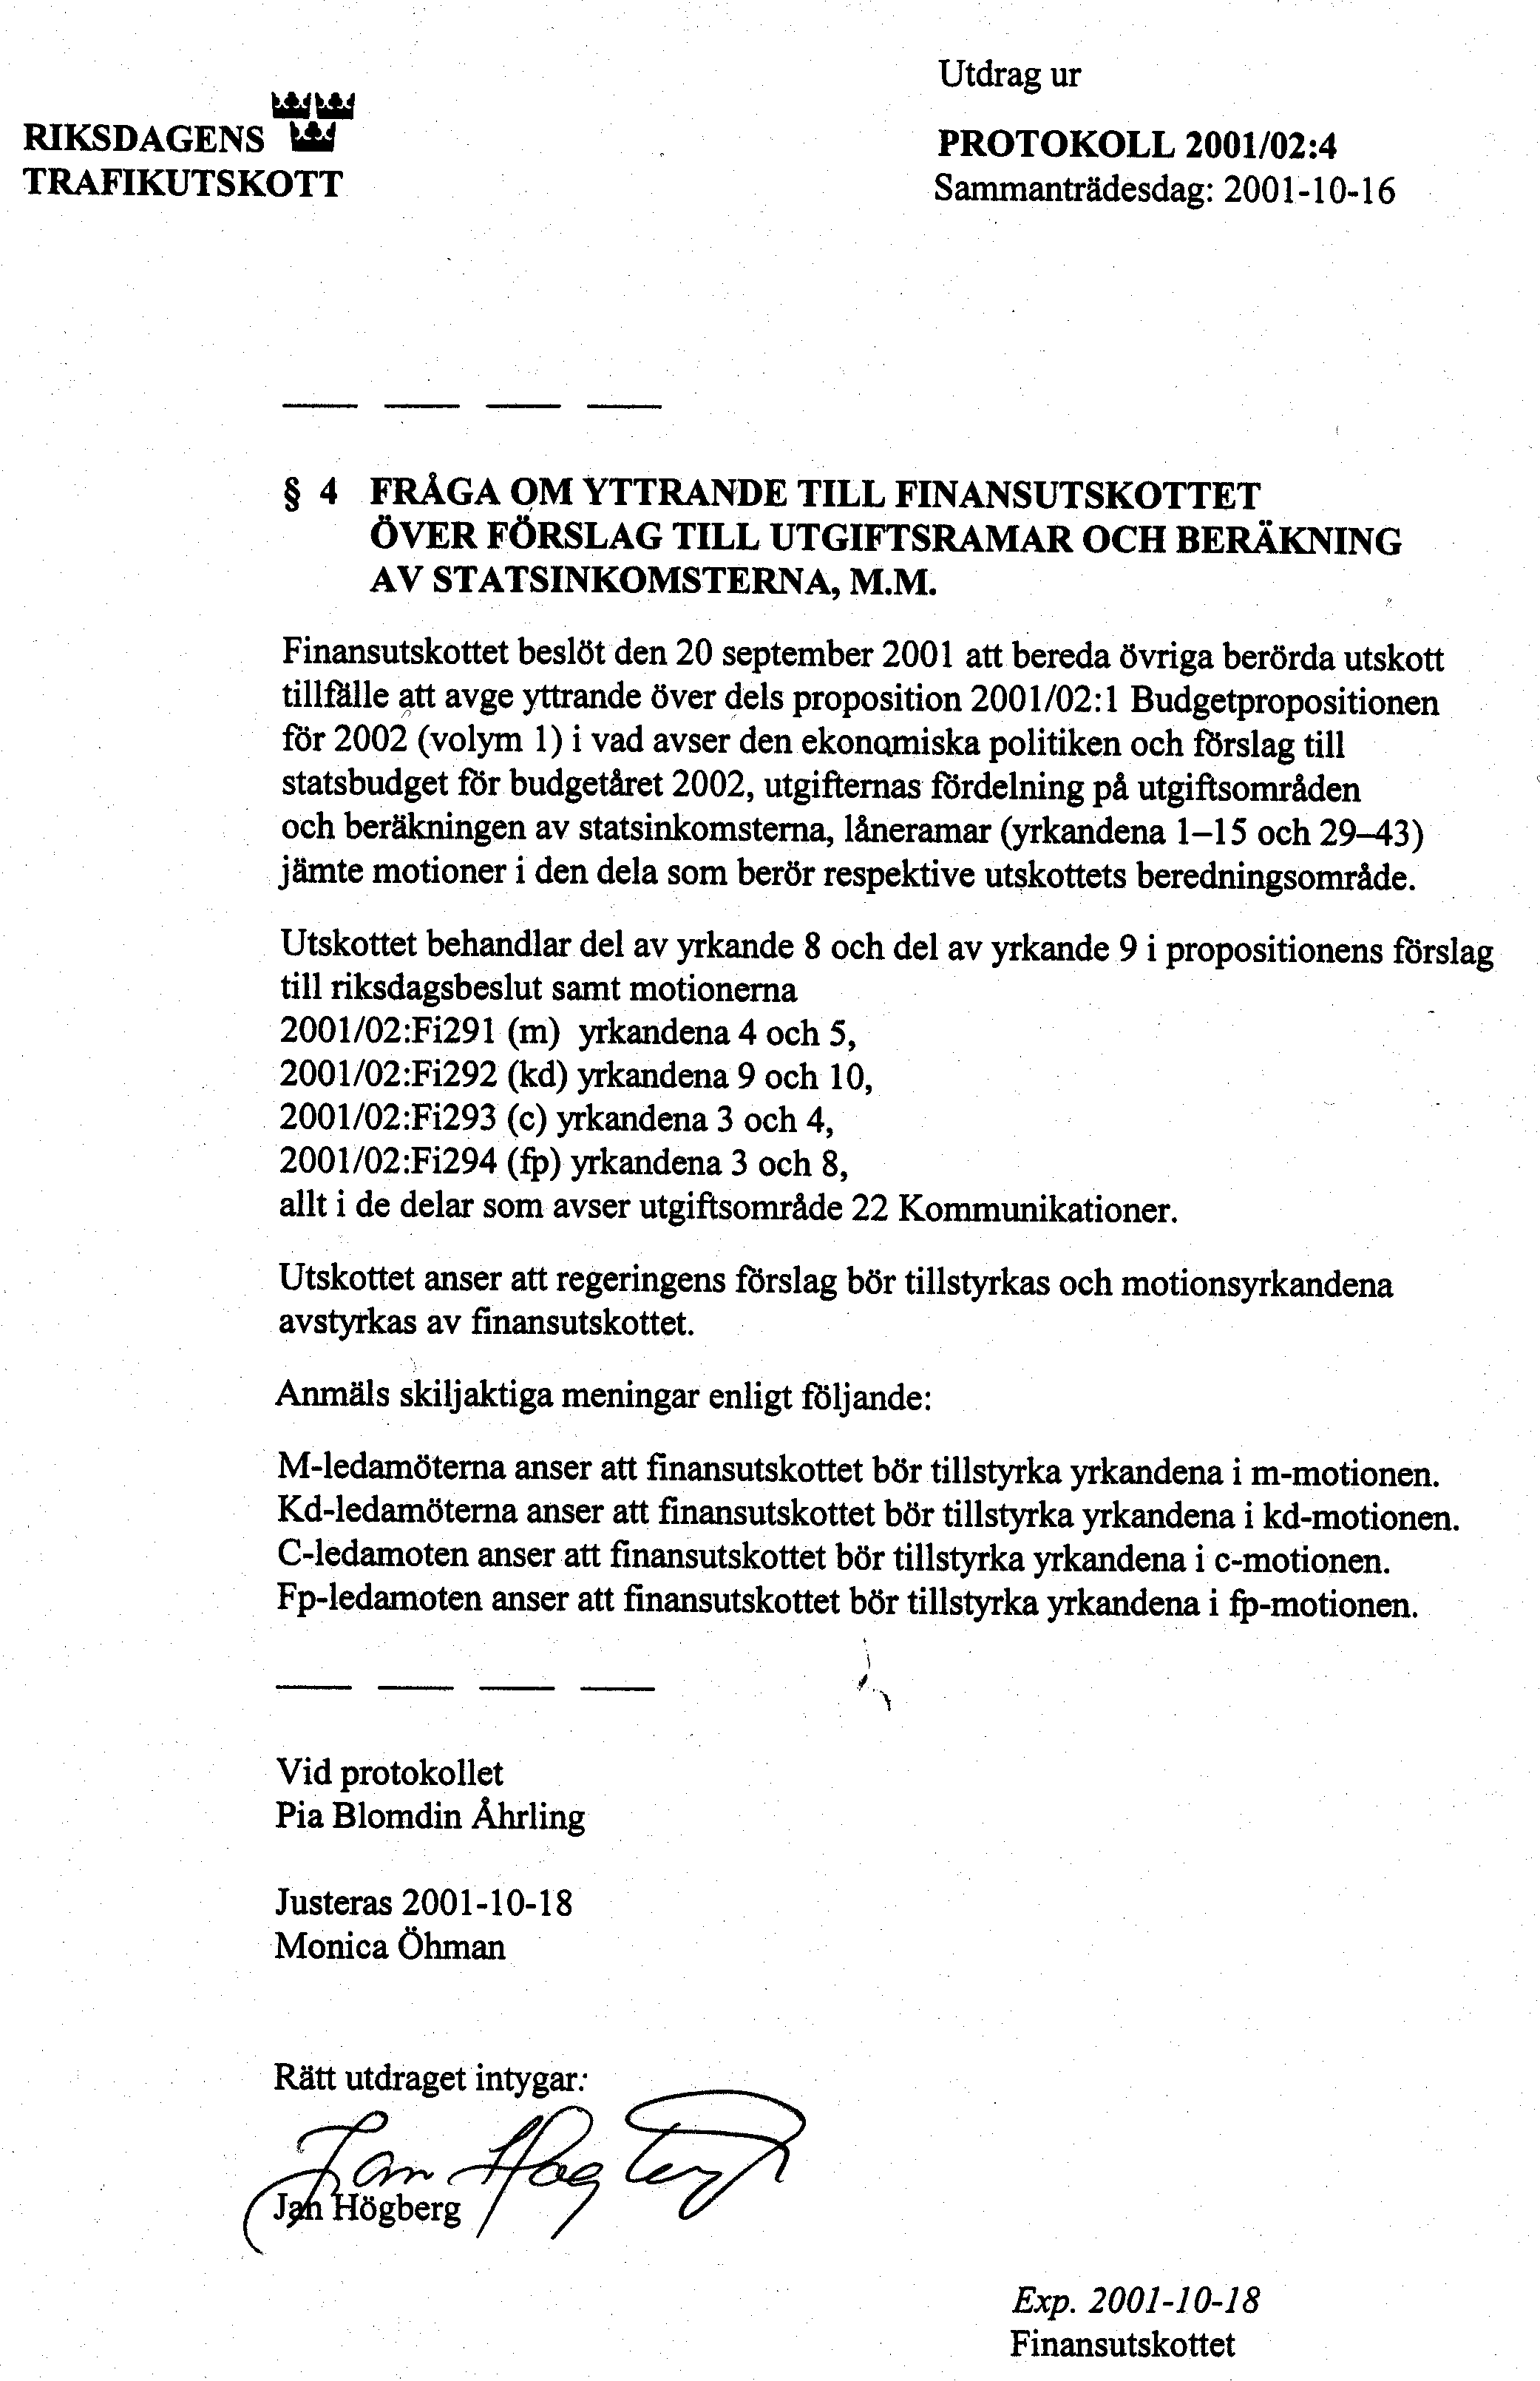 RIKSDAGENS
TRAFIKUTSKOTT
Utdrag ur
PROTOKOLL 2001/02:4
Sammanträdesdag: 2001-10-16
§ 4 FRÅGA OM YTTRANDE TILL FINANSUTSKOTTET
ÖVER FÖRSLAG TILL UTGIFTSRAMAR OCH BERÄKNING
AV STATSINKOMSTERNA, M.M.
Finansutskottet beslöt den 20 september 2001 att bereda övriga berörda utskott
tillfälle att avge yttrande över dels proposition 2001/02:1 Budgetpropositionen
för 2002 (volym 1) i vad avser den ekonomiska politiken och förslag till
statsbudget för budgetåret 2002, utgifternas fördelning på utgiftsområden
och beräkningen av statsinkomsterna, låneramar (yrkandena 1–15 och 29–43)
jämte motioner i den dela som berör respektive utskottets beredningsområde.
Utskottet behandlar del av yrkande 8 och del av yrkande 9 i propositionens förslag
till riksdagsbeslut samt motionerna
2001/02:Fi291 (m) yrkandena 4 och 5,
2001/02:Fi292 (kd) yrkandena 9 och 10,
2001/02:Fi293 (c) yrkandena 3 och 4,
2001/02:Fi294 (fp) yrkandena 3 och 8,
allt i de delar som avser utgiftsområde 22 Kommunikationer.
Utskottet anser att regeringens förslag bör tillstyrkas och motionsyrkandena
avstyrkas av finansutskottet.
Anmäls skiljaktiga meningar enligt följande:
M-ledamöterna anser att finansutskottet bör tillstyrka yrkandena i m-motionen.
Kd-ledamöterna anser att finansutskottet bör tillstyrka yrkandena i kd-motionen.
C-ledamoten anser att finansutskottet bör tillstyrka yrkandena i c-motionen.
Fp-ledamoten anser att finansutskottet bör tillstyrka yrkandena i fp-motionen.
Vid protokollet
Pia Blomdin Åhrling
Justeras 2001-10-18
Monica Öhman
Rätt utdraget intygar:
Jan Högberg
Jan Högberg
Exp. 2001-10-18
Finansutskottet